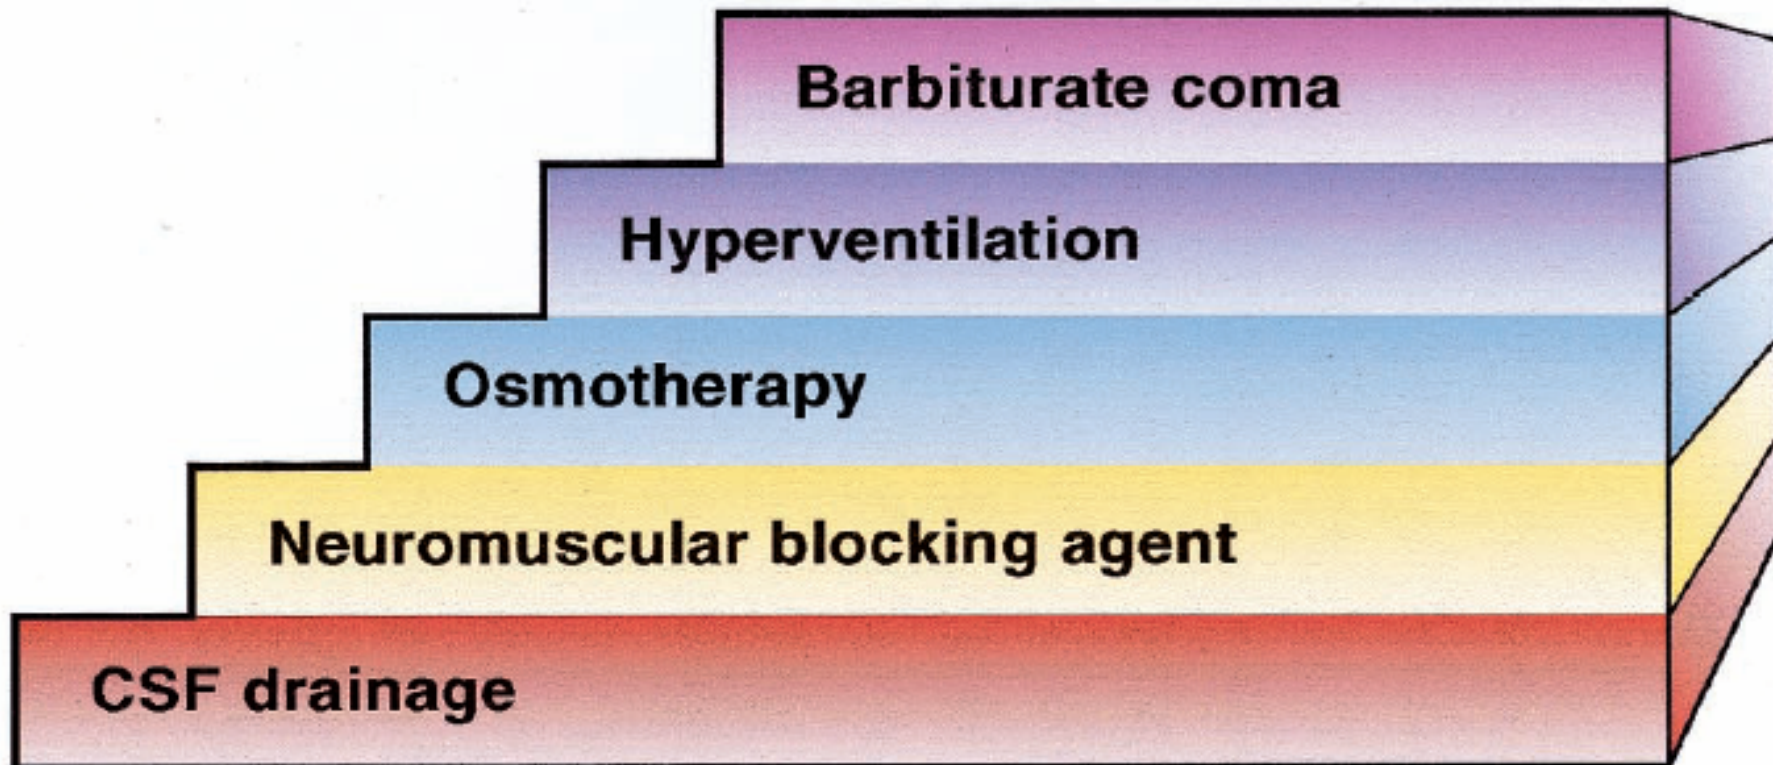 Barbiturate coma
Hyperventilation
Osmotherapy
Neuromuscular blocking agent
CSF drainage